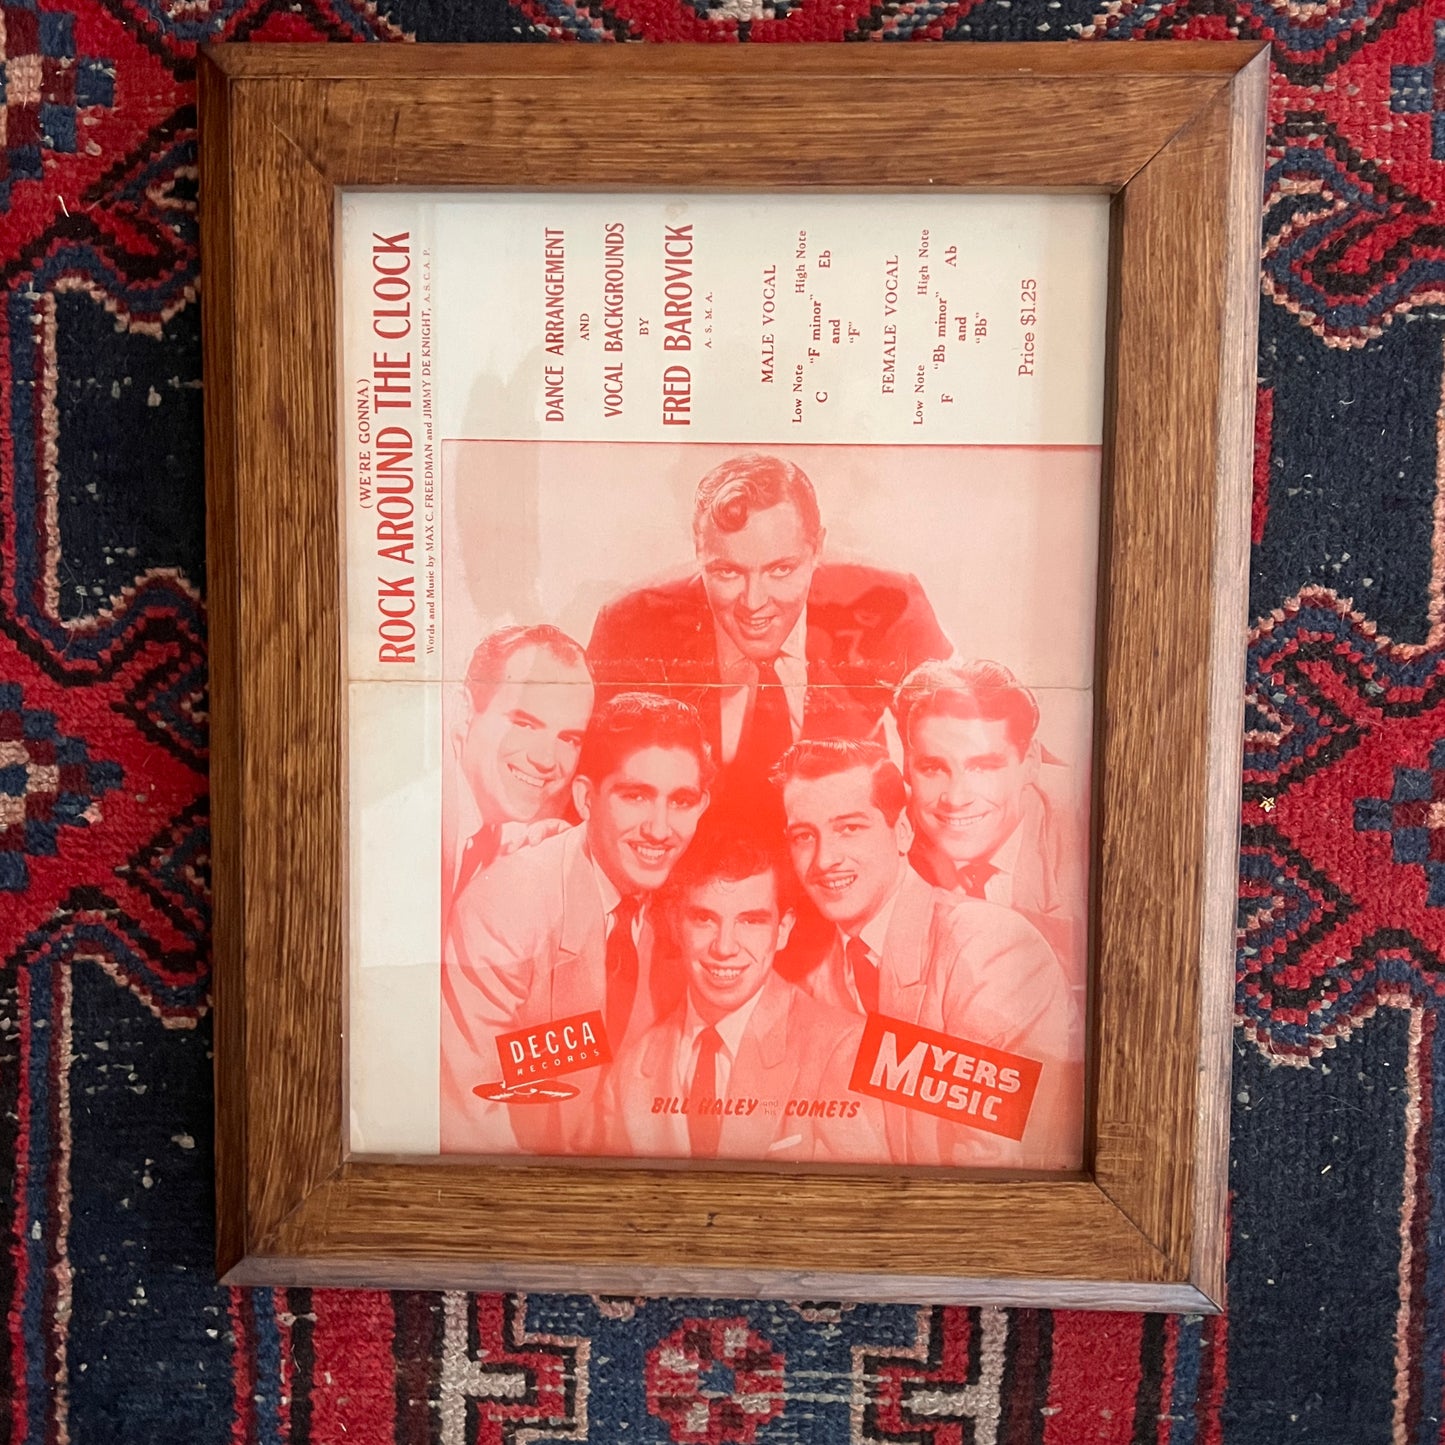 (WE'RE GONNA)
ROCK AROUND THE CLOCK
Words and Music by MAX C. FREEDMAN and JIMMY DE KNIGHT, A.S.C.A.P.
DANCE ARRANGEMENT
AND
VOCAL BACKGROUNDS
BY
FRED BAROVICK
A. S. M. A.
MALE VOCAL
Low Note "F minor" High Note
C and Eb
"F"
FEMALE VOCAL
Low Note "Bb minor" High Note
F and Ab
"Bb"
Price $1.25
DECCA
RECORDS
BILL HALEY and his COMETS
MYERS
MUSIC